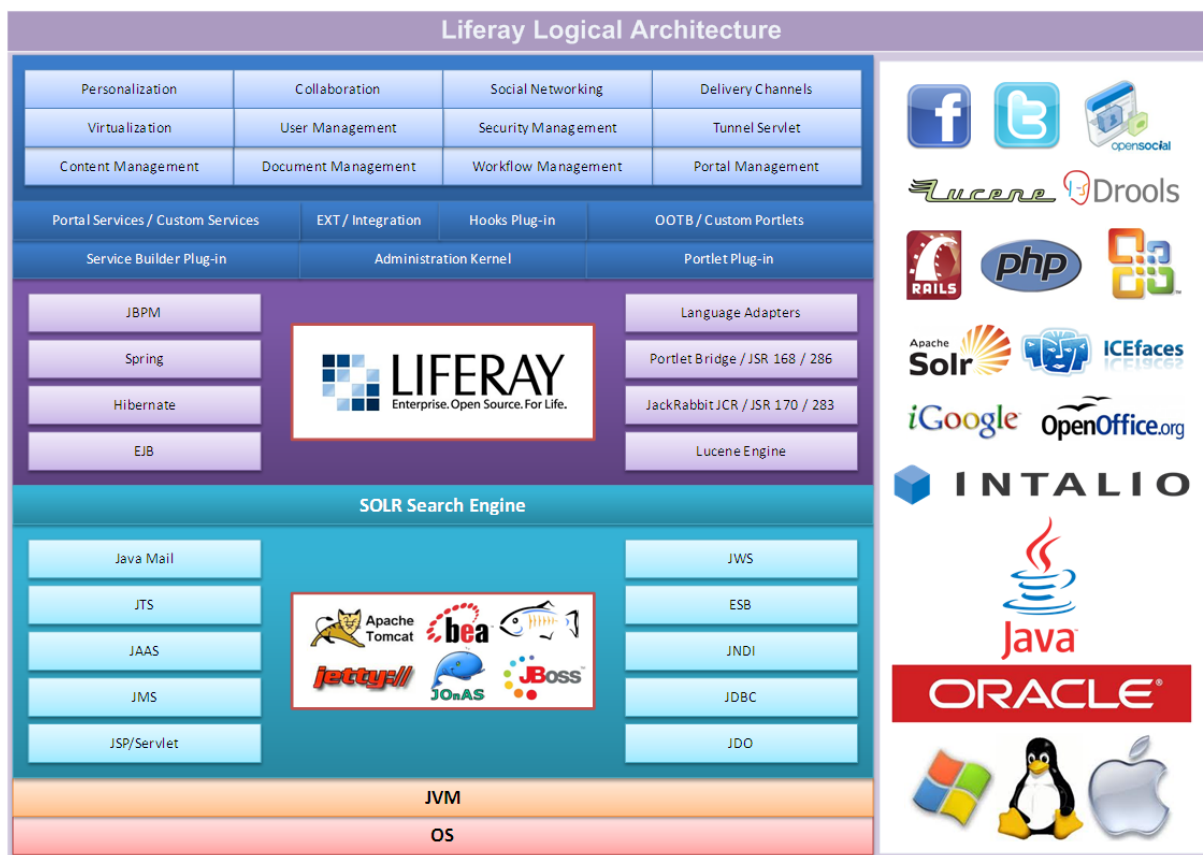 Liferay Logical Architecture
Personalization
Collaboration
Social Networking
Delivery Channels
Virtualization
User Management
Security Management
Tunnel Servlet
Content Management
Document Management
Workflow Management
Portal Management
Portal Services / Custom Services
EXT / Integration
Hooks Plug-in
OOTB / Custom Portlets
Service Builder Plug-in
Administration Kernel
Portlet Plug-in
JBPM
Spring
Hibernate
EJB
LIFERAY
Enterprise. Open Source. For Life.
Language Adapters
Portlet Bridge / JSR 168 / 286
JackRabbit JCR / JSR 170 / 283
Lucene Engine
SOLR Search Engine
Java Mail
JTS
JAAS
JMS
JSP/Servlet
Apache
Tomcat
bea
jetty://
JOnAS
JBoss
JWS
ESB
JNDI
JDBC
JDO
JVM
OS
f
t
opensocial
Lucene
Drools
RAILS
php
Apache
Solr
ICEfaces
iGoogle
OpenOffice.org
INTALIO
Java
ORACLE